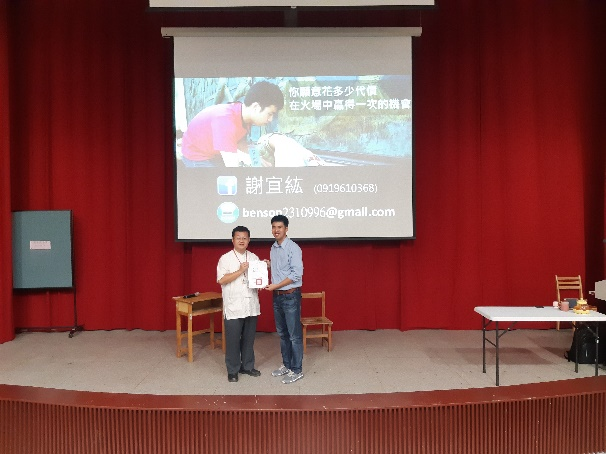 你願意花多少代價
在火場中贏得一次的機會
謝宜紘 (0919610368)
benson2310996@gmail.com